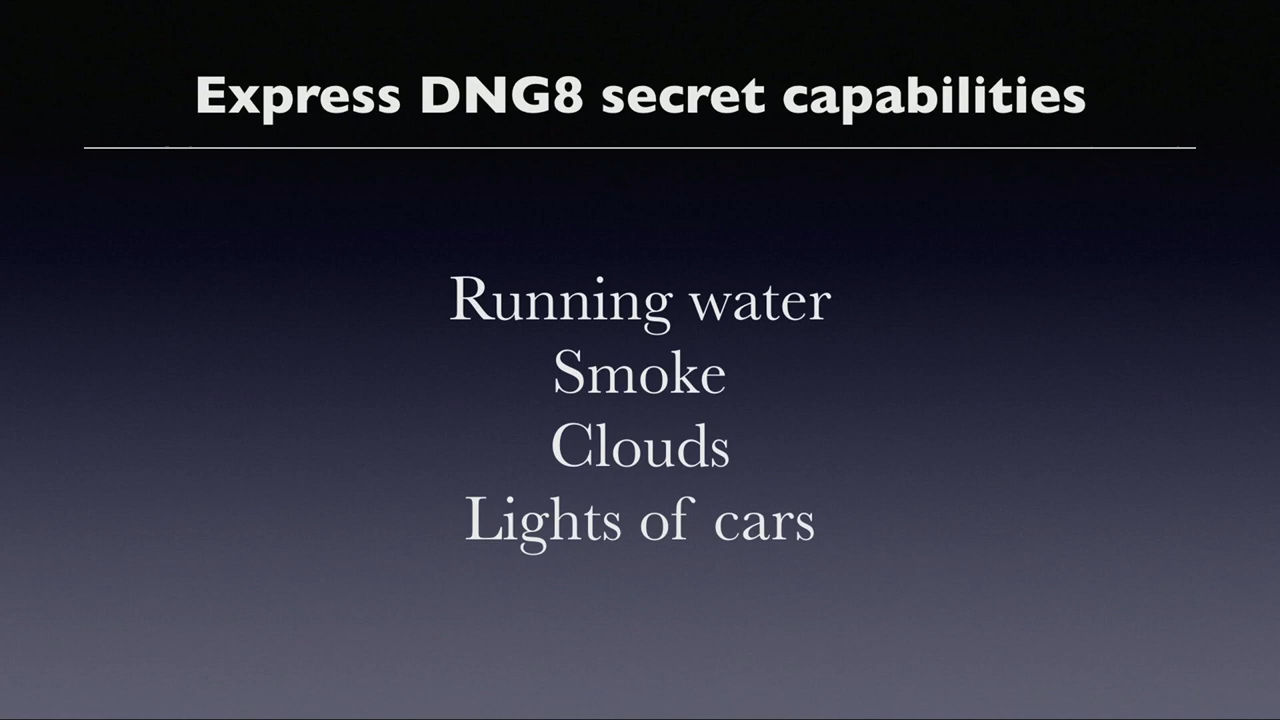 Express DNG8 secret capabilities
Running water
Smoke
Clouds
Lights of cars